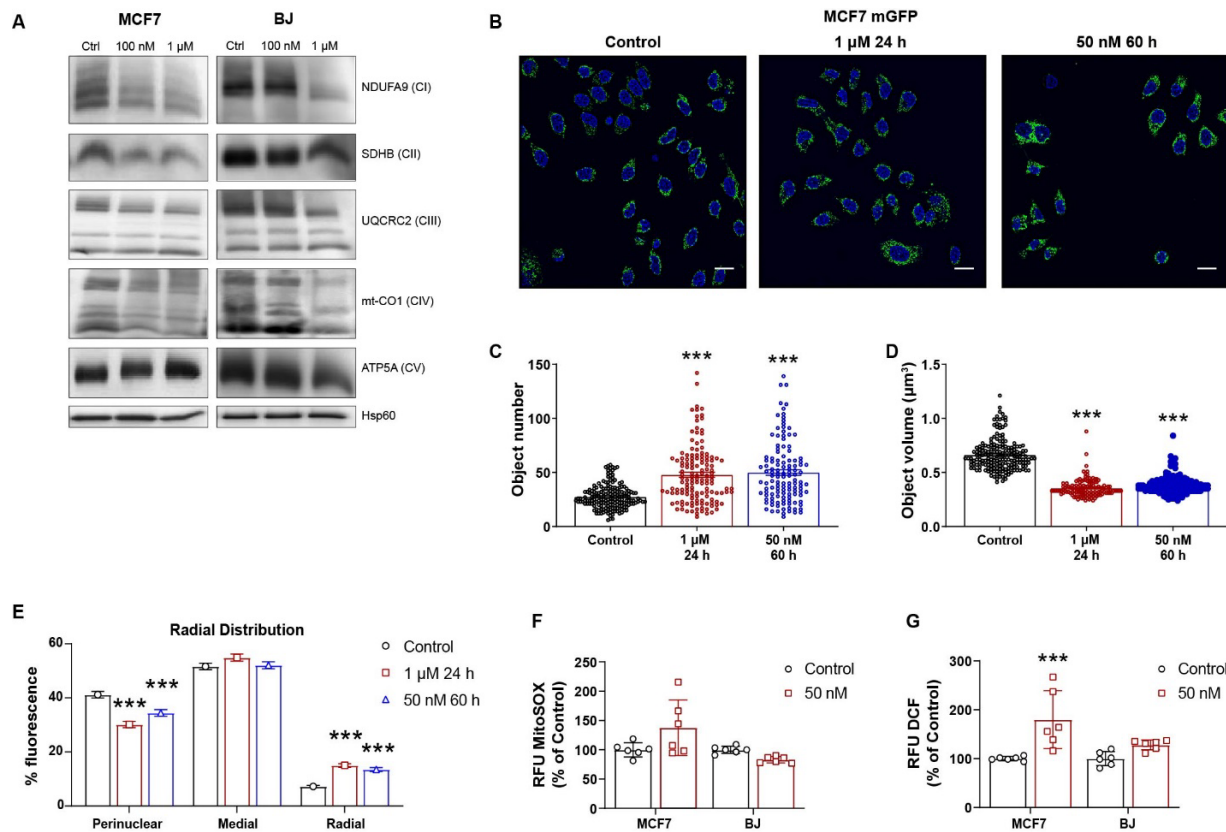 A
MCF7 BJ
Ctrl 100 nM 1 µM Ctrl 100 nM 1 µM
NDUFA9 (CI)
SDHB (CII)
UQCRC2 (CIII)
mt-CO1 (CIV)
ATP5A (CV)
Hsp60
B
MCF7 mGFP
Control 1 µM 24 h 50 nM 60 h
C
Object number
150
100
50
0
***
***
Control 1 µM 50 nM
24 h 60 h
D
Object volume (µm³)
1.5
1.0
0.5
0.0
***
***
Control 1 µM 50 nM
24 h 60 h
E
Radial Distribution
% fluorescence
60
40
20
0
***
***
***
***
Control
1 µM 24 h
50 nM 60 h
Perinuclear Medial Radial
F
RFU MitoSOX
(% of Control)
250
200
150
100
50
0
Control
50 nM
MCF7 BJ
G
RFU DCF
(% of Control)
300
200
100
0
***
Control
50 nM
MCF7 BJ